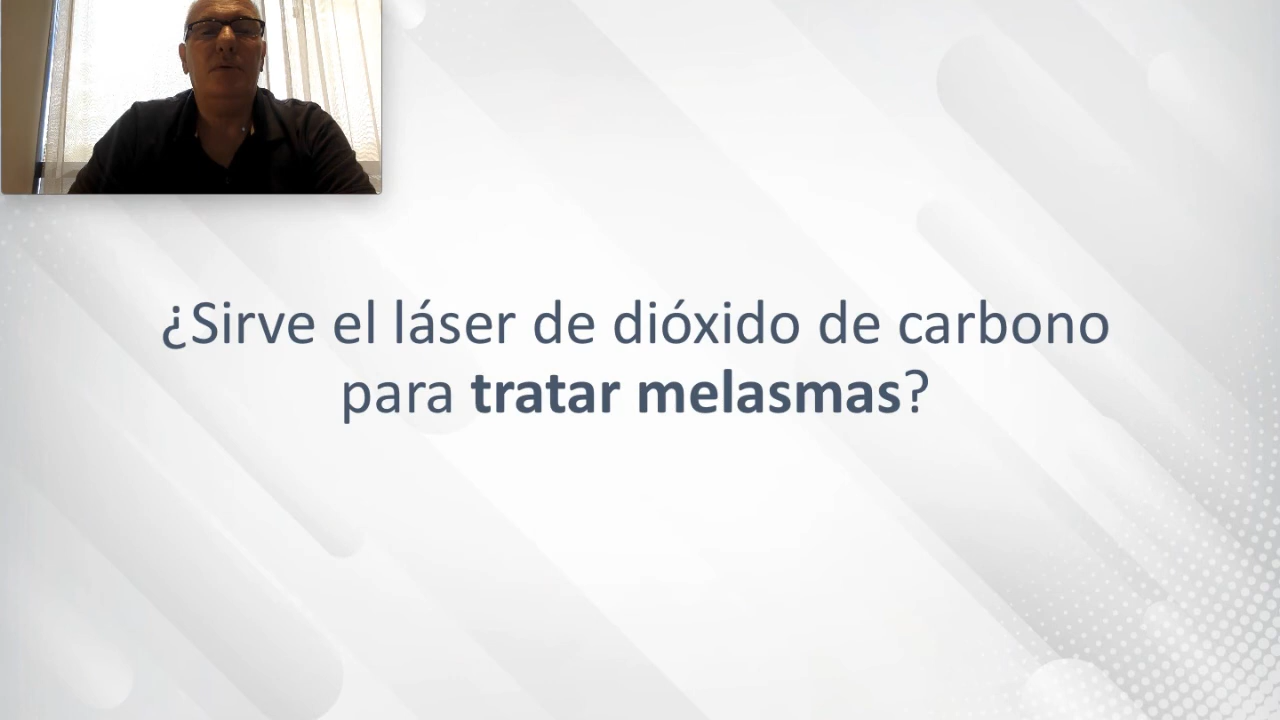 ¿Sirve el láser de dióxido de carbono
para tratar melasmas?